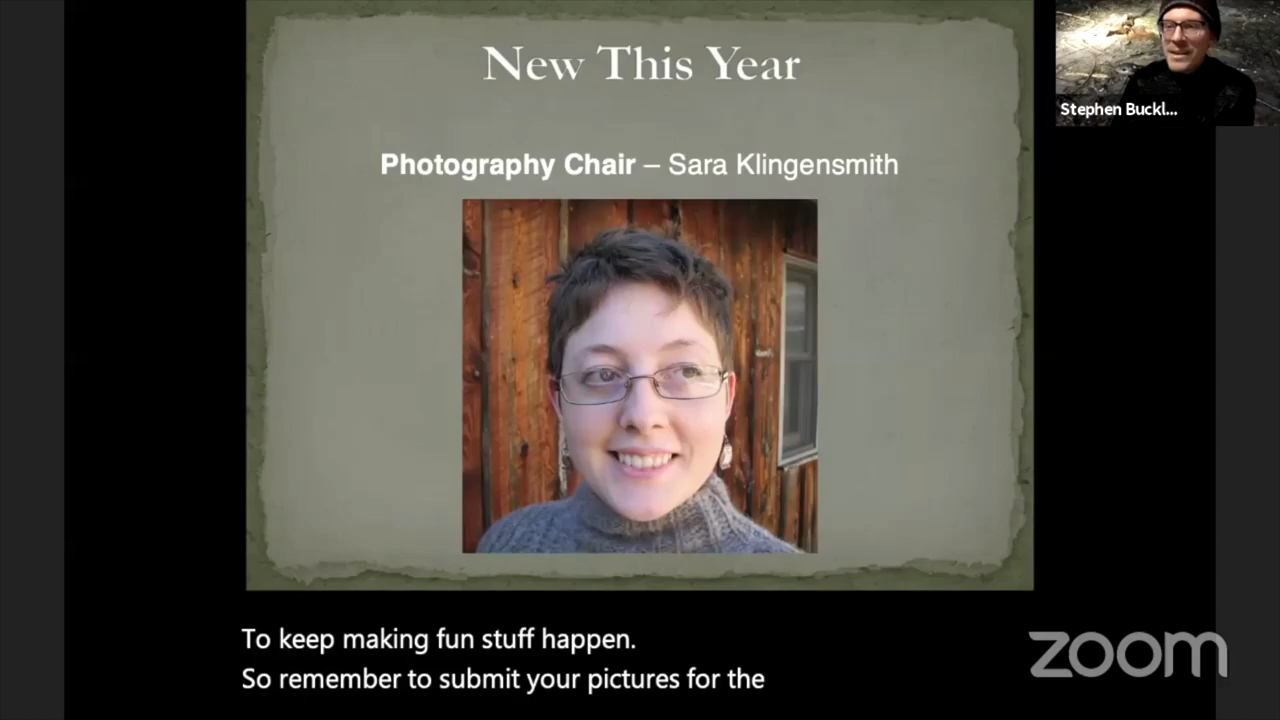 New This Year
Stephen Buckl...
Photography Chair – Sara Klingensmith
To keep making fun stuff happen.
So remember to submit your pictures for the
zoom